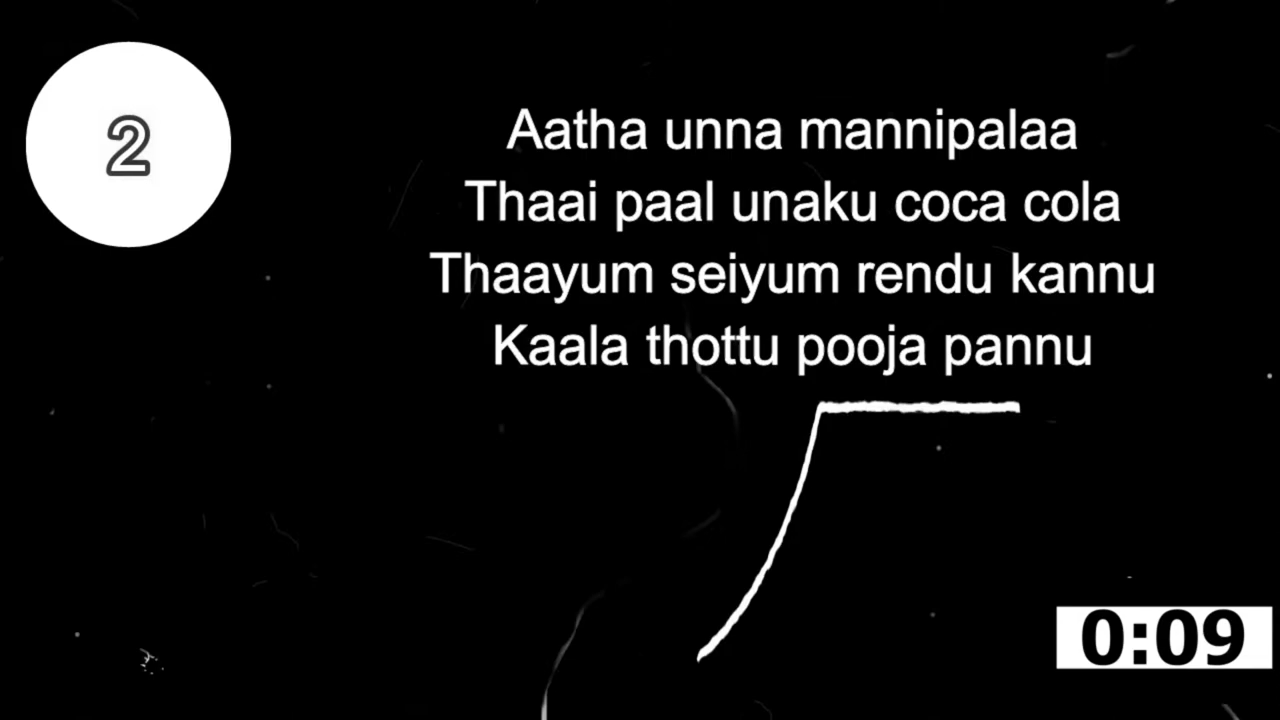 2
Aatha unna mannipalaa
Thaai paal unaku coca cola
Thaayum seiyum rendu kannu
Kaala thottu pooja pannu
0:09